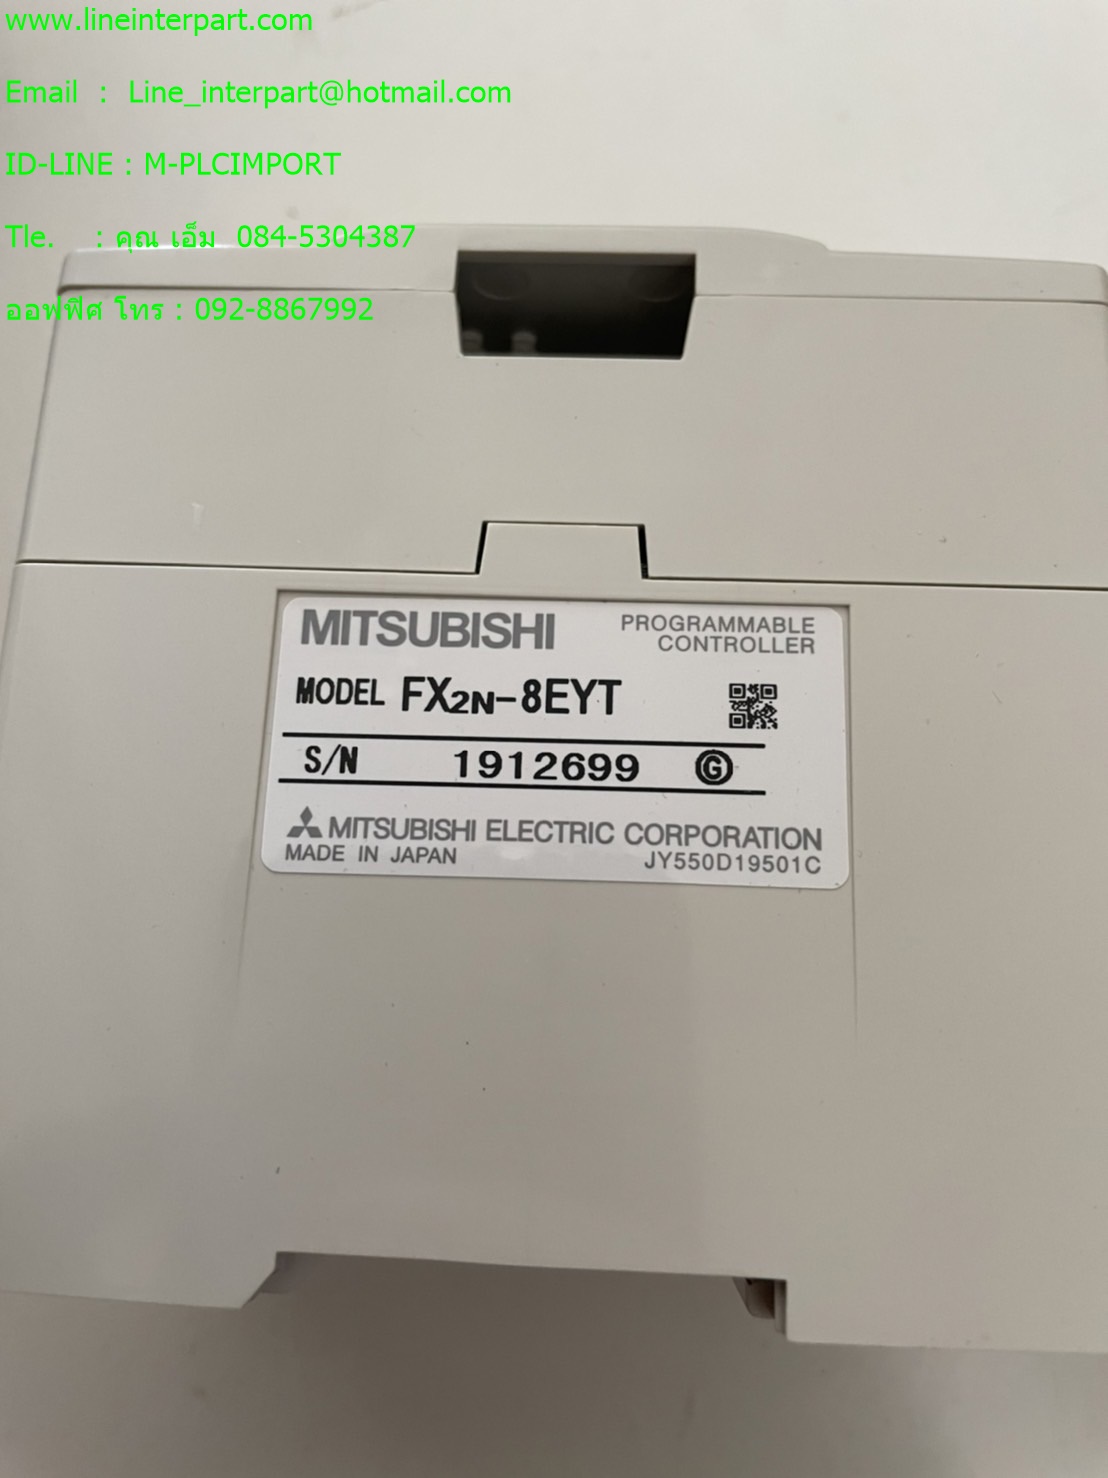 www.lineinterpart.com
Email : Line_interpart@hotmail.com
ID-LINE : M-PLCIMPORT
Tle. : คุณ เอ็ม 084-5304387
ออฟฟิศ โทร : 092-8867992
MITSUBISHI
PROGRAMMABLE
CONTROLLER
MODEL FX2N-8EYT
S/N 1912699 G
MITSUBISHI ELECTRIC CORPORATION
MADE IN JAPAN JY550D19501C